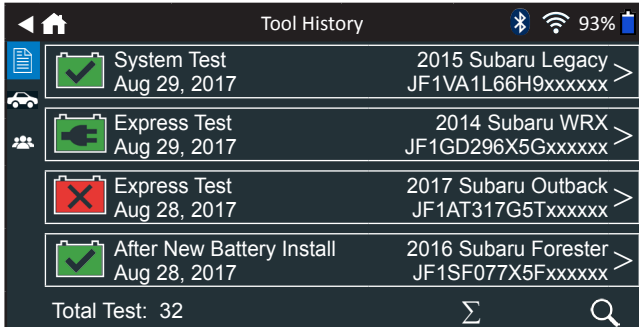 Tool History
93%
System Test
Aug 29, 2017
2015 Subaru Legacy
JF1VA1L66H9xxxxxx
Express Test
Aug 29, 2017
2014 Subaru WRX
JF1GD296X5Gxxxxxx
Express Test
Aug 28, 2017
2017 Subaru Outback
JF1AT317G5Txxxxxx
After New Battery Install
Aug 28, 2017
2016 Subaru Forester
JF1SF077X5Fxxxxxx
Total Test: 32
Σ